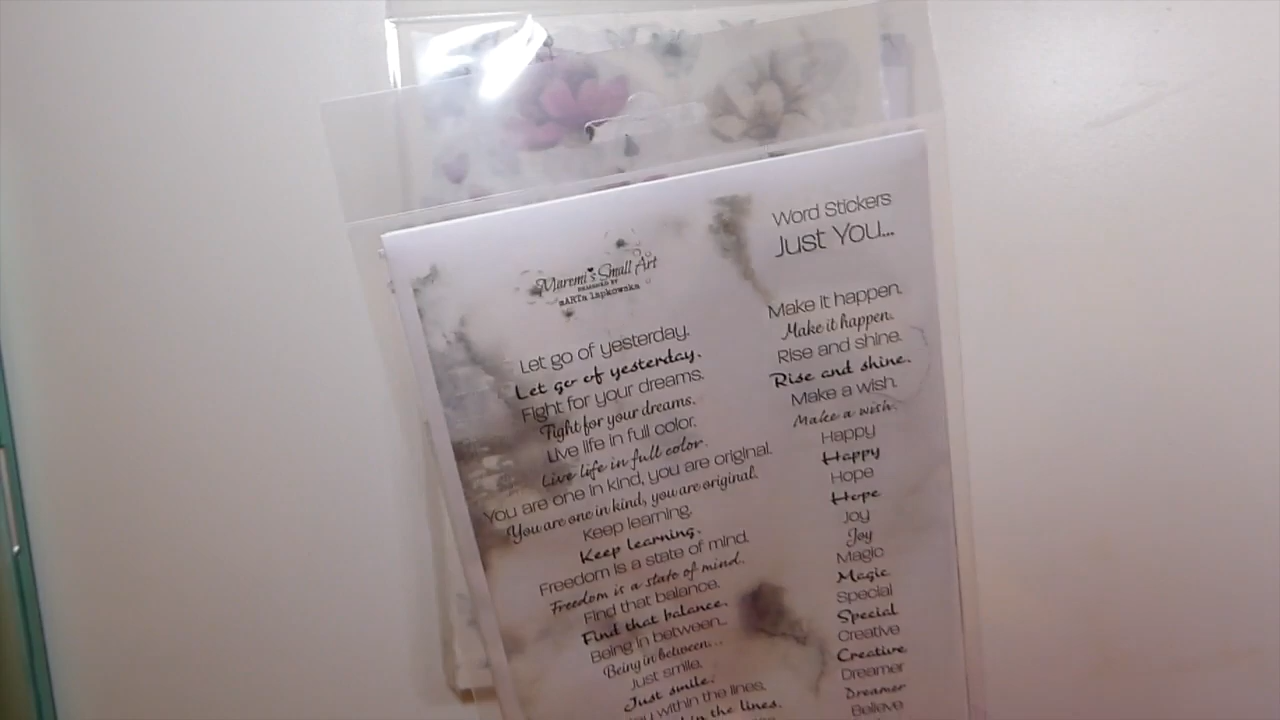 Maremi's Small Art
DESIGNED BY
mARTa lapkowska
Let go of yesterday.
Let go of yesterday.
Fight for your dreams.
Fight for your dreams.
Live life in full color.
Live life in full color.
You are one in kind, you are original.
You are one in kind, you are original.
Keep learning.
Keep learning.
Freedom is a state of mind.
Freedom is a state of mind.
Find that balance.
Find that balance.
Being in between...
Being in between...
Just smile.
Just smile.
within the lines.
the lines.
Word Stickers
Just You...
Make it happen.
Make it happen.
Rise and shine.
Rise and shine.
Make a wish.
Make a wish.
Happy
Happy
Hope
Hope
Joy
Joy
Magic
Magic
Special
Special
Creative
Creative
Dreamer
Dreamer
Believe